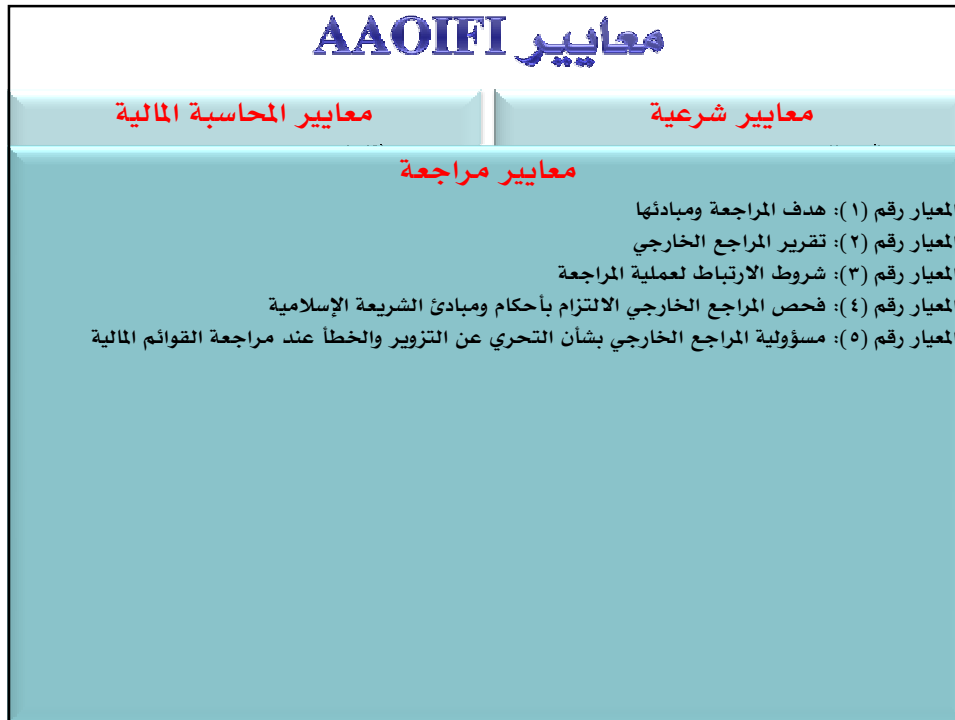 معايير AAOIFI
معايير شرعية
معايير المحاسبة المالية
معايير مراجعة
المعيار رقم (١): هدف المراجعة ومبادئها
المعيار رقم (٢): تقرير المراجع الخارجي
المعيار رقم (٣): شروط الارتباط لعملية المراجعة
المعيار رقم (٤): فحص المراجع الخارجي الالتزام بأحكام ومبادئ الشريعة الإسلامية
المعيار رقم (٥): مسؤولية المراجع الخارجي بشأن التحري عن التزوير والخطأ عند مراجعة القوائم المالية